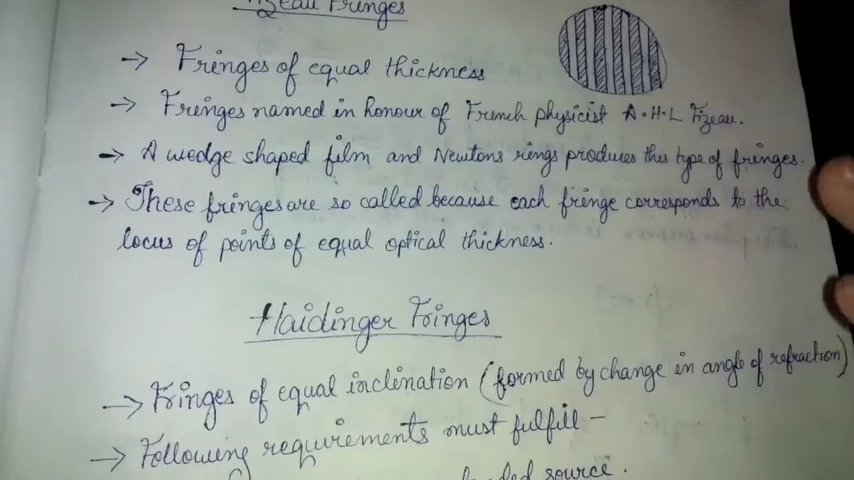 Fizeau Fringes
→ Fringes of equal thickness
→ Fringes named in honour of French physicist A.H.L Fizeau.
→ A wedge shaped film and Newtons rings produces this type of fringes.
→ These fringes are so called because each fringe corresponds to the
locus of points of equal optical thickness.
Haidinger Fringes
→ Fringes of equal inclination (formed by change in angle of refraction)
→ Following requirements must fulfill –
source.